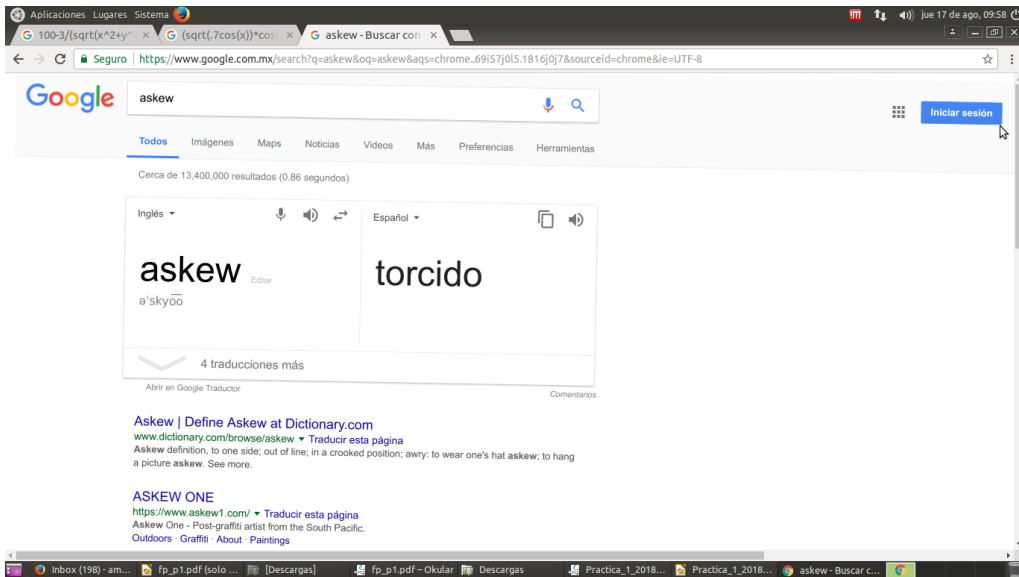 Aplicaciones Lugares Sistema jue 17 de ago, 09:58
100-3/(sqrt(x^2+y^2 (sqrt(.7cos(x))*cos( askew - Buscar con
Seguro https://www.google.com.mx/search?q=askew&oq=askew&aqs=chrome..69i57j0l5.1816j0j7&sourceid=chrome&ie=UTF-8
Google askew Iniciar sesión
Todos Imágenes Maps Noticias Videos Más Preferencias Herramientas
Cerca de 13,400,000 resultados (0.86 segundos)
Inglés Español
askew Editar torcido
əˈskyo͞o
4 traducciones más
Abrir en Google Traductor Comentarios
Askew | Define Askew at Dictionary.com
www.dictionary.com/browse/askew Traducir esta página
Askew definition, to one side; out of line; in a crooked position; awry: to wear one's hat askew; to hang
a picture askew. See more.
ASKEW ONE
https://www.askew1.com/ Traducir esta página
Askew One - Post-graffiti artist from the South Pacific.
Outdoors · Graffiti · About · Paintings
Inbox (198) - am... fp_p1.pdf (solo ... [Descargas] fp_p1.pdf – Okular Descargas Practica_1_2018... Practica_1_2018... askew - Buscar c...